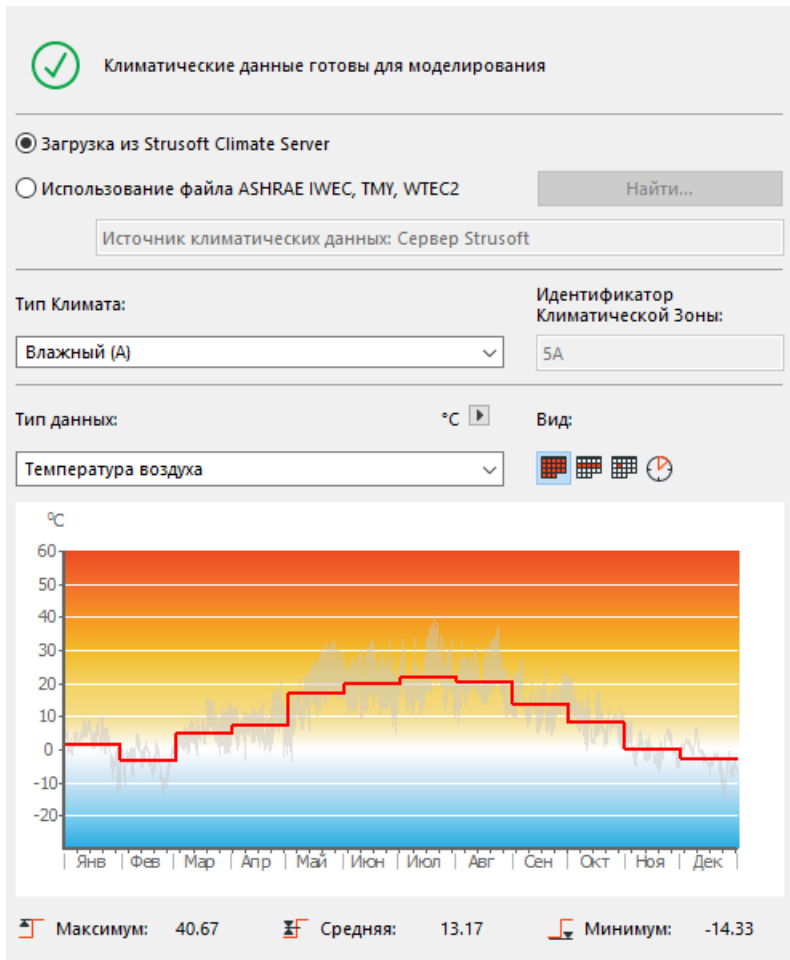 Климатические данные готовы для моделирования
Загрузка из Strusoft Climate Server
Использование файла ASHRAE IWEC, TMY, WTEC2
Найти...
Источник климатических данных: Сервер Strusoft
Тип Климата:
Идентификатор
Климатической Зоны:
Влажный (A)
5A
Тип данных:
°C
Вид:
Температура воздуха
°C
60
50
40
30
20
10
0
-10
-20
Янв Фев Мар Апр Май Июн Июл Авг Сен Окт Ноя Дек
Максимум: 40.67 Средняя: 13.17 Минимум: -14.33